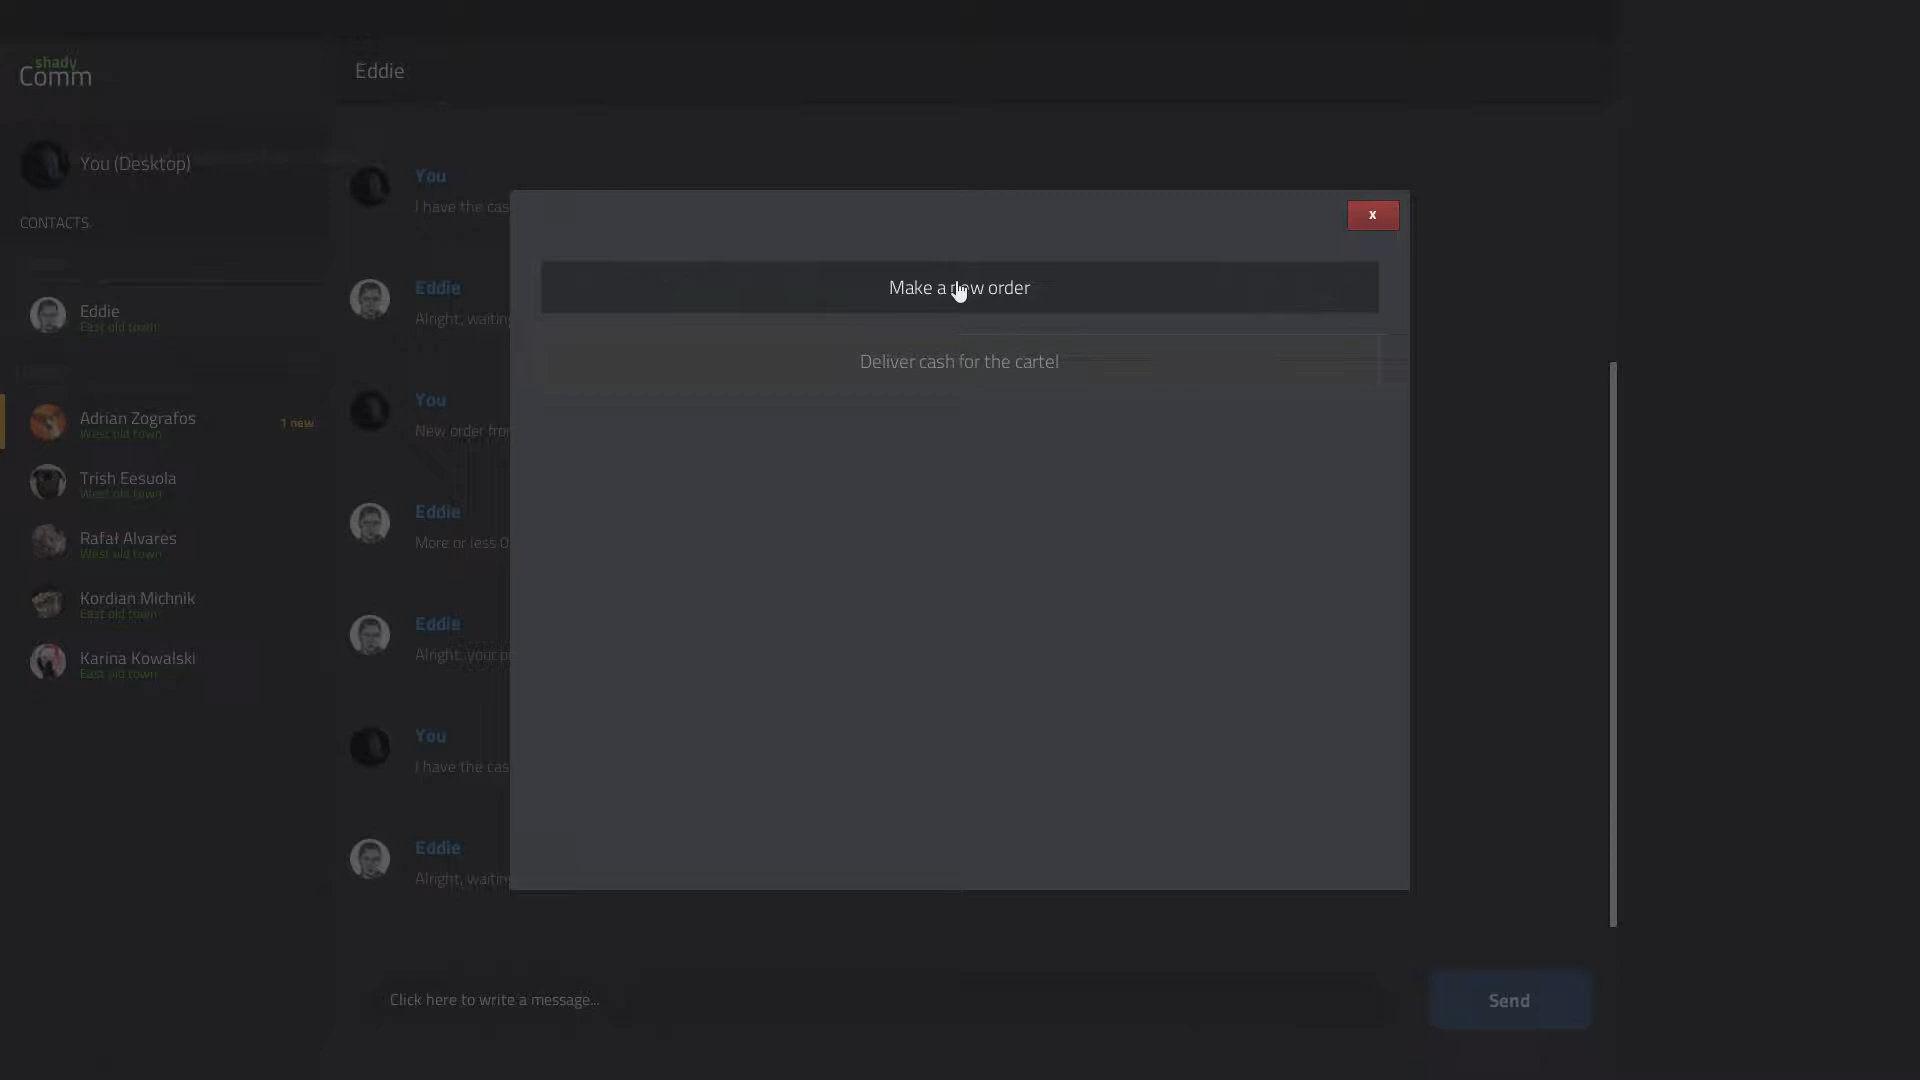 shady
Comm
Eddie
You (Desktop)
CONTACTS
Eddie
East old town
Adrian Zografos
1 new
West old town
Trish Eesuola
West old town
Rafał Alvares
West old town
Kordian Michnik
East old town
Karina Kowalski
East old town
You
I have the cas
Eddie
Alright, waiting
You
New order from
Eddie
More or less 0
Eddie
Alright, your
You
I have the cas
Eddie
Alright, waiting
x
Make a new order
Deliver cash for the cartel
Click here to write a message...
Send